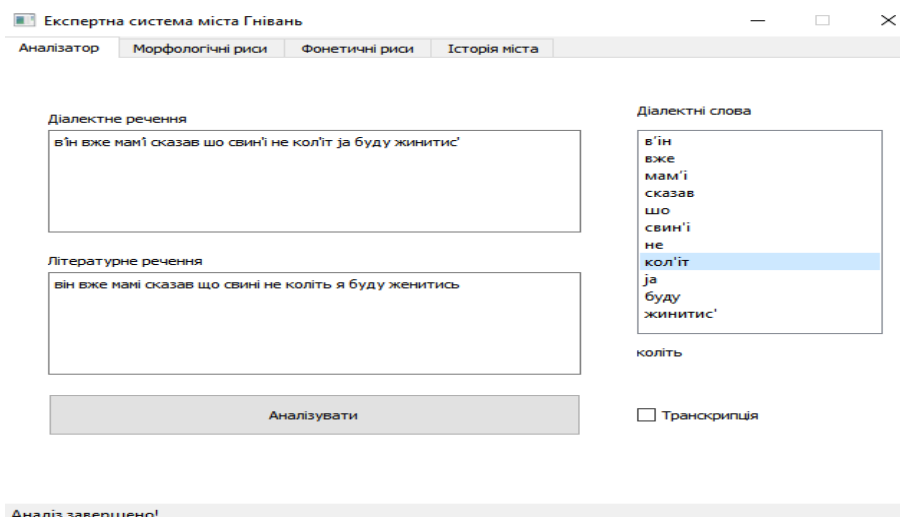 Експертна система міста Гнівань
Аналізатор Морфологічні риси Фонетичні риси Історія міста
Діалектне речення
в'ін вже мам'і сказав шо свин'і не кол'іт ја буду жинитис'
Літературне речення
він вже мамі сказав що свині не коліть я буду женитись
Аналізувати
Діалектні слова
в'ін
вже
мам'і
сказав
шо
свин'і
не
кол'іт
ја
буду
жинитис'
коліть
Транскрипція
Аналіз завершено!